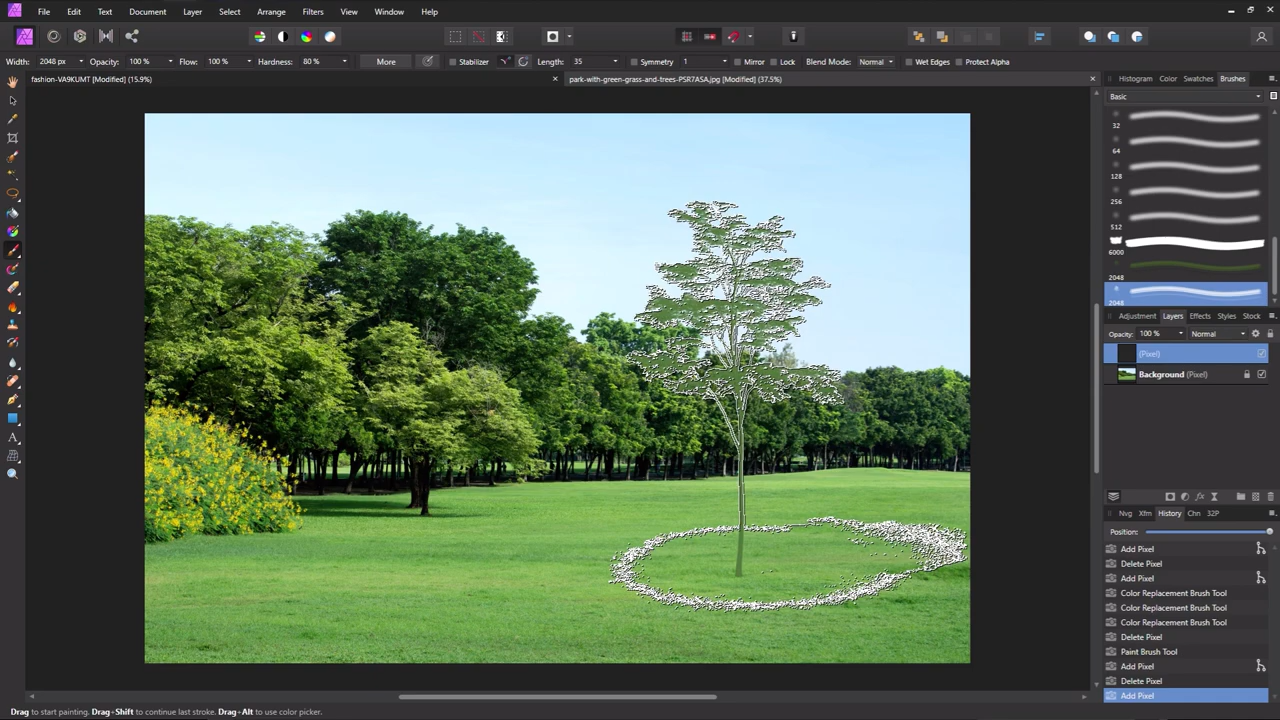 File Edit Text Document Layer Select Arrange Filters View Window Help
Width: 2048 px Opacity: 100 % Flow: 100 % Hardness: 80 % More Stabilizer Length: 35 Symmetry 1 Mirror Lock Blend Mode: Normal Wet Edges Protect Alpha
fashion-VA9KUMT [Modified] (15.9%)
park-with-green-grass-and-trees-PSR7ASA.jpg [Modified] (37.5%)
Histogram Color Swatches Brushes
Basic
32
64
128
256
512
6000
2048
2048
Adjustment Layers Effects Styles Stock
Opacity: 100 % Normal
(Pixel)
Background (Pixel)
Nvg Xfm History Chn 32P
Position:
Add Pixel
Delete Pixel
Add Pixel
Color Replacement Brush Tool
Color Replacement Brush Tool
Color Replacement Brush Tool
Delete Pixel
Paint Brush Tool
Add Pixel
Delete Pixel
Add Pixel
Drag to start painting. Drag+Shift to continue last stroke. Drag+Alt to use color picker.